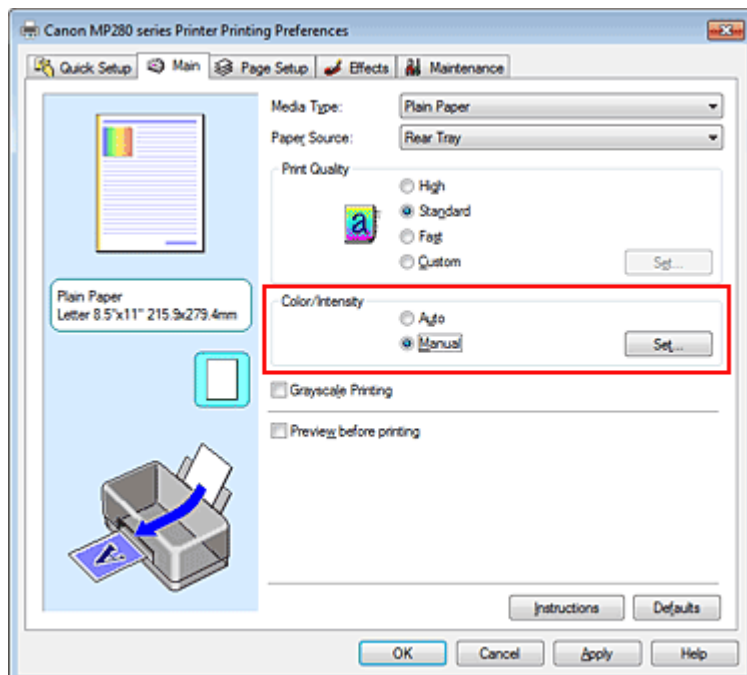 Canon MP280 series Printer Printing Preferences
Quick Setup Main Page Setup Effects Maintenance
Media Type: Plain Paper
Paper Source: Rear Tray
Print Quality
High
a Standard
Fast
Custom Set...
Plain Paper
Letter 8.5"x11" 215.9x279.4mm
Color/Intensity
Auto
Manual Set...
Grayscale Printing
Preview before printing
A
Instructions Defaults
OK Cancel Apply Help